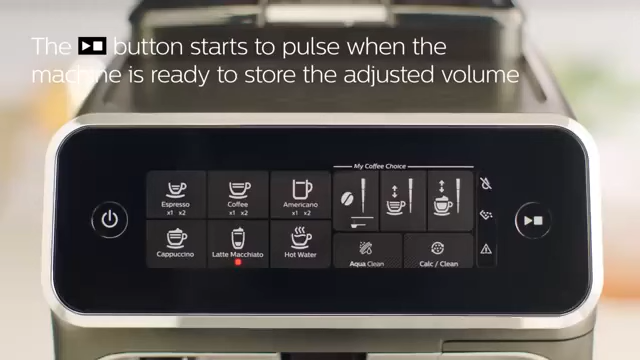 The ⏯ button starts to pulse when the
machine is ready to store the adjusted volume
My Coffee Choice
Espresso
x1 x2
Coffee
x1 x2
Americano
x1 x2
Cappuccino
Latte Macchiato
Hot Water
Aqua Clean
Calc / Clean